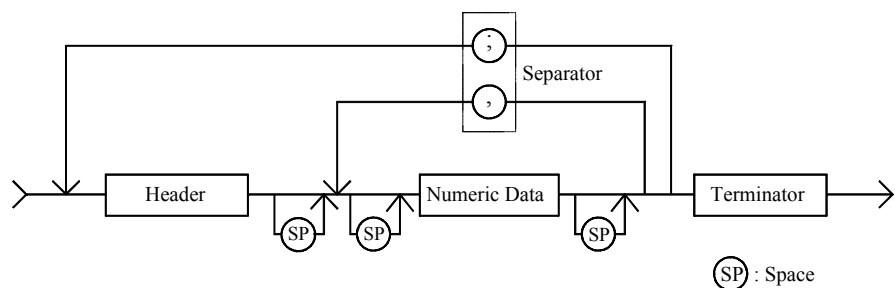 ;
Separator
,
Header
Numeric Data
Terminator
SP
SP
SP
SP : Space